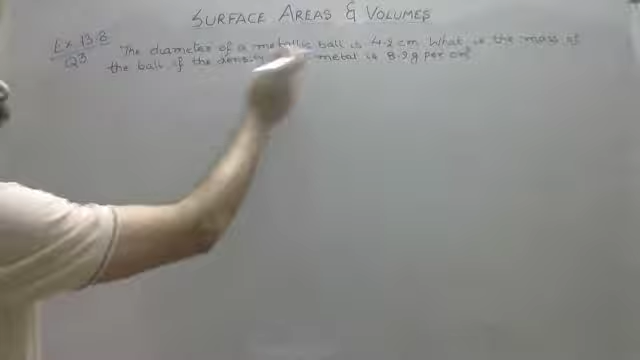 SURFACE AREAS & VOLUMES
Ex 13.8
Q3
The diameter of a metallic ball is 4.2 cm. What is the mass of
the ball if the density metal is 8.9g per cm³